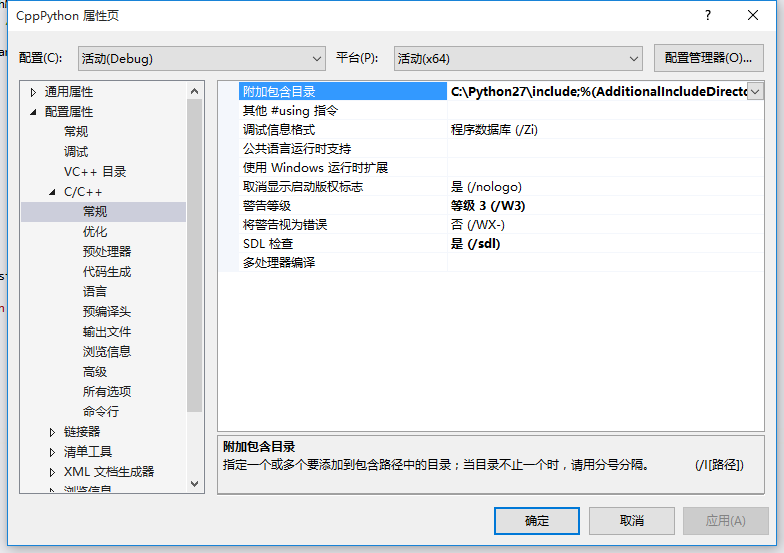 CppPython 属性页
配置(C):
活动(Debug)
平台(P):
活动(x64)
配置管理器(O)...
通用属性
配置属性
常规
调试
VC++ 目录
C/C++
常规
优化
预处理器
代码生成
语言
预编译头
输出文件
浏览信息
高级
所有选项
命令行
链接器
清单工具
XML 文档生成器
浏览信息
附加包含目录 C:\Python27\include;%(AdditionalIncludeDirecto
其他 #using 指令
调试信息格式 程序数据库 (/Zi)
公共语言运行时支持
使用 Windows 运行时扩展
取消显示启动版权标志 是 (/nologo)
警告等级 等级 3 (/W3)
将警告视为错误 否 (/WX-)
SDL 检查 是 (/sdl)
多处理器编译
附加包含目录
指定一个或多个要添加到包含路径中的目录；当目录不止一个时，请用分号分隔。 (/I[路径])
确定
取消
应用(A)